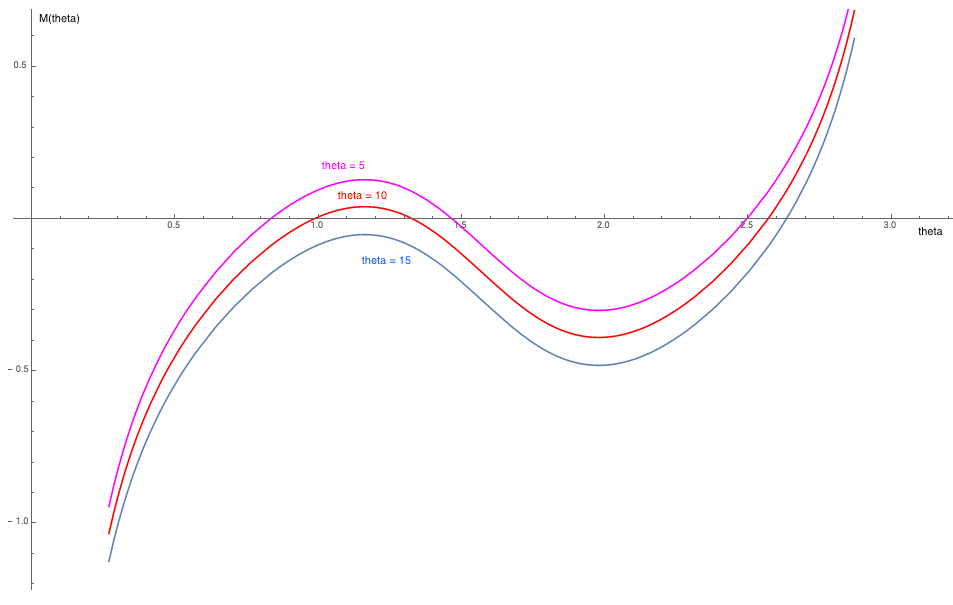 M(theta)
0.5
theta = 5
theta = 10
0.5
1.0
1.5
2.0
2.5
3.0
theta
theta = 15
- 0.5
- 1.0